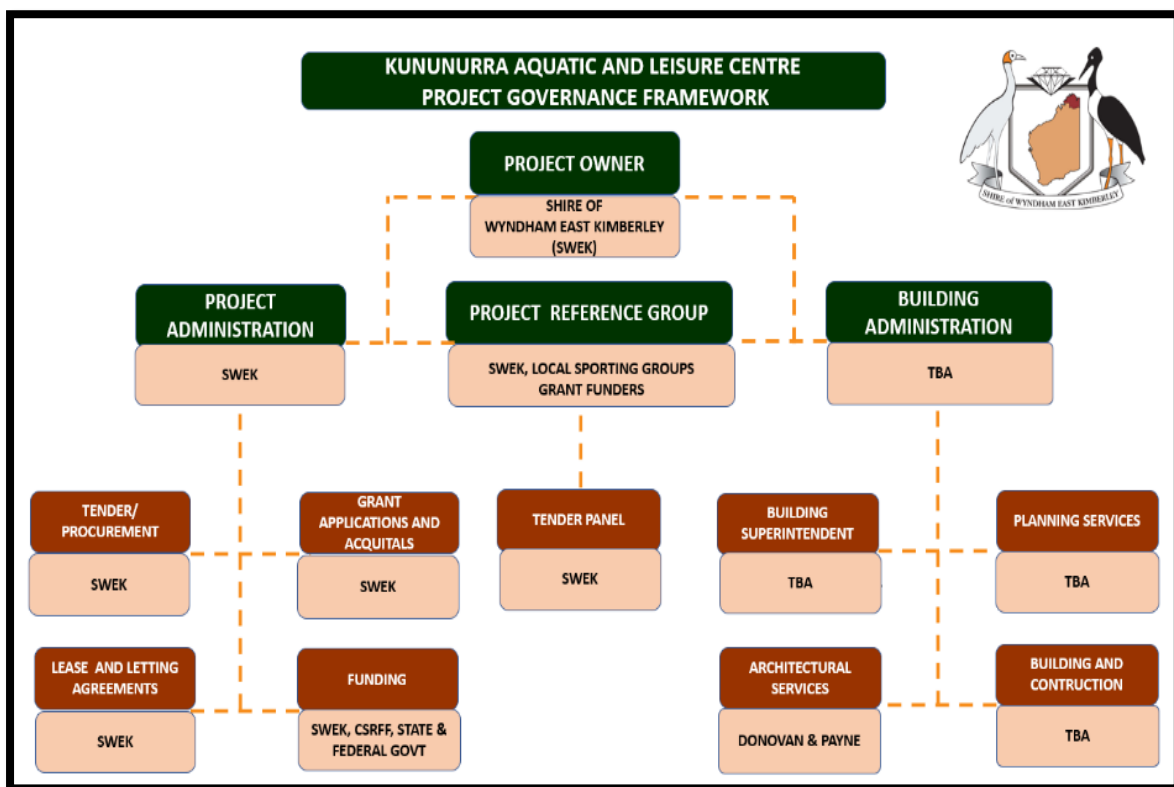 KUNUNURRA AQUATIC AND LEISURE CENTRE
PROJECT GOVERNANCE FRAMEWORK
PROJECT OWNER
SHIRE OF
WYNDHAM EAST KIMBERLEY
(SWEK)
SHIRE of WYNDHAM EAST KIMBERLEY
PROJECT
ADMINISTRATION
SWEK
PROJECT REFERENCE GROUP
SWEK, LOCAL SPORTING GROUPS
GRANT FUNDERS
BUILDING
ADMINISTRATION
TBA
TENDER/
PROCUREMENT
SWEK
GRANT
APPLICATIONS AND
ACQUITALS
SWEK
TENDER PANEL
SWEK
BUILDING
SUPERINTENDENT
TBA
PLANNING SERVICES
TBA
LEASE AND LETTING
AGREEMENTS
SWEK
FUNDING
SWEK, CSRFF, STATE &
FEDERAL GOVT
ARCHITECTURAL
SERVICES
DONOVAN & PAYNE
BUILDING AND
CONTRUCTION
TBA